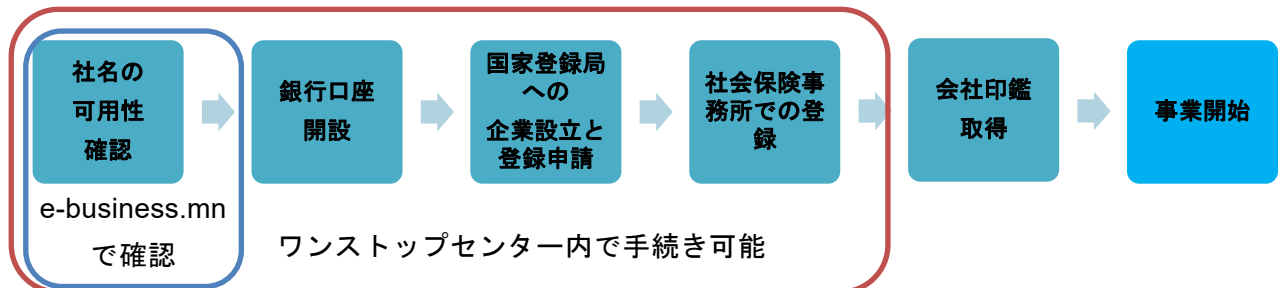 社名の
可用性
確認
銀行口座
開設
国家登録局
への
企業設立と
登録申請
社会保険事
務所での登
録
会社印鑑
取得
事業開始
e-business.mn
で確認
ワンストップセンター内で手続き可能